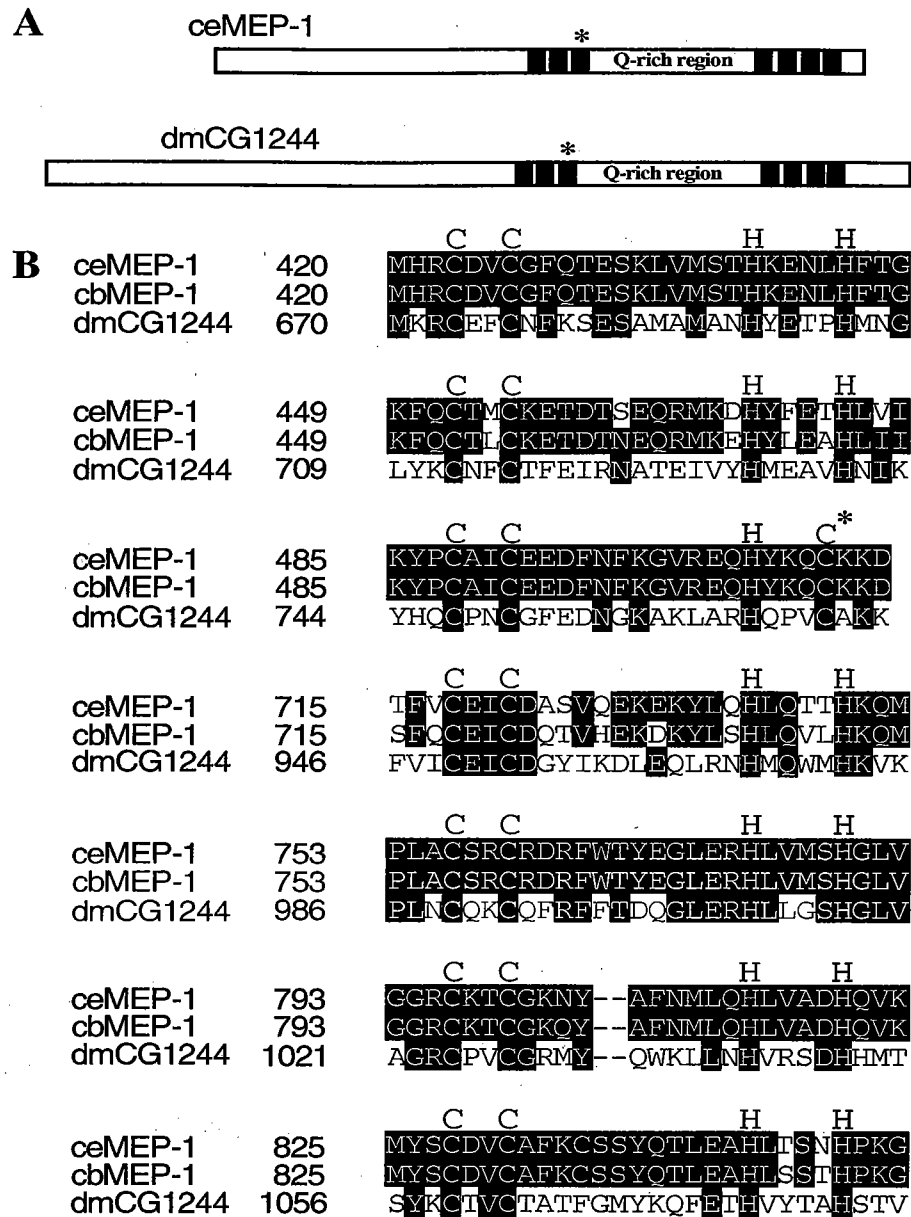 A
ceMEP-1
*
Q-rich region
dmCG1244
*
Q-rich region
B
C C H H
ceMEP-1 420 MHRCDVCGFQTESKLVMSTHKENLHFTG
cbMEP-1 420 MHRCDVCGFQTESKLVMSTHKENLHFTG
dmCG1244 670 MKRCEFCNFKSESAMAMANHYETPHMNG
C C H H
ceMEP-1 449 KFQCTMCKETDTSEQRMKDHYFETHLVI
cbMEP-1 449 KFQCTLCKETDTNEQRMKEHYLEAHLII
dmCG1244 709 LYKCNFCTFEIRNATEIVYHMEAVHNIK
C C H C*
ceMEP-1 485 KYPCAICEEDFNFKGVREQHYKQCKKD
cbMEP-1 485 KYPCAICEEDFNFKGVREQHYKQCKKD
dmCG1244 744 YHQCPNCGFEDNGKAKLARHQPVCAKK
C C H H
ceMEP-1 715 TFVCEICDASVQEKEKYLQHLQTTHKQM
cbMEP-1 715 SFQCEICDQTVHEKDKYLSHLQVLHKQM
dmCG1244 946 FVICEICDGYIKDLEQLRNHMQWMHKVK
C C H H
ceMEP-1 753 PLACSRCRDRFWTYEGLERHLVMSHGLV
cbMEP-1 753 PLACSRCRDRFWTYEGLERHLVMSHGLV
dmCG1244 986 PLNCQKCQFRFFTDQGLERHLLGSHGLV
C C H H
ceMEP-1 793 GGRCKTCGKNY--AFNMLQHLVADHQVK
cbMEP-1 793 GGRCKTCGKQY--AFNMLQHLVADHQVK
dmCG1244 1021 AGRCPVCGRMY--QWKLLNHVRSDHHMT
C C H H
ceMEP-1 825 MYSCDVCAFKCSSYQTLEAHLTSNHPKG
cbMEP-1 825 MYSCDVCAFKCSSYQTLEAHLSSTHPKG
dmCG1244 1056 SYKCTVCTATFGMYKQFETHVYTAHSTV